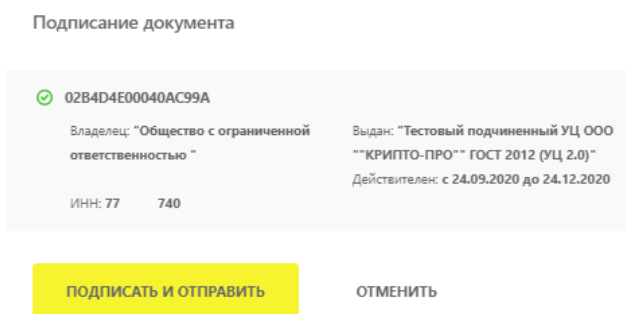 Подписание документа
02B4D4E00040AC99A
Владелец: "Общество с ограниченной
ответственностью "
ИНН: 77 740
Выдан: "Тестовый подчиненный УЦ ООО
""КРИПТО-ПРО"" ГОСТ 2012 (УЦ 2.0)"
Действителен: с 24.09.2020 до 24.12.2020
ПОДПИСАТЬ И ОТПРАВИТЬ
ОТМЕНИТЬ